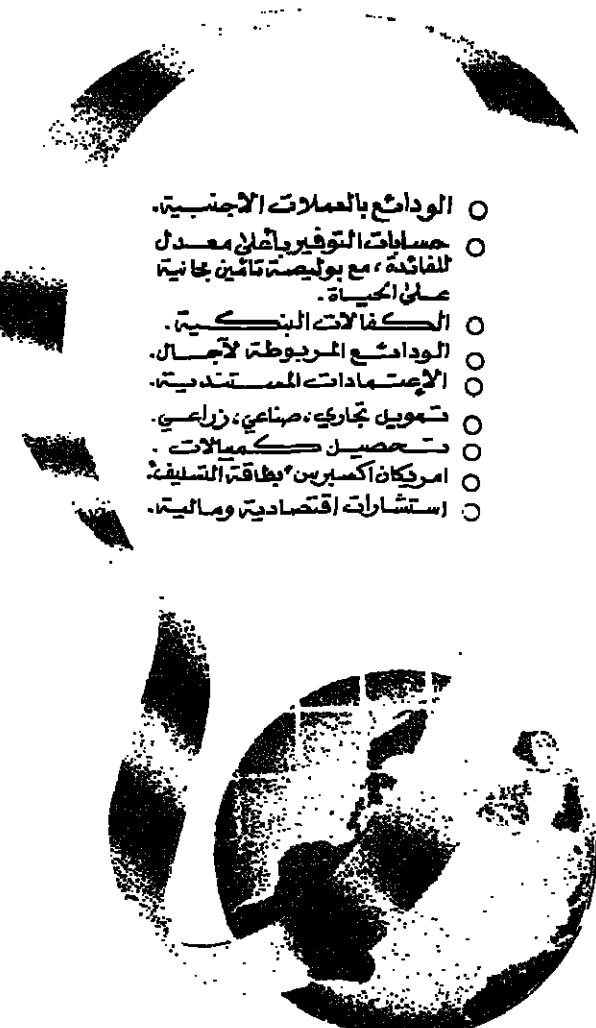 الودائع بالعملات الاجنبية.
حسابات التوفير بأعلى معدل
للفائدة، مع بوليصة تأمين مجانية
على الحياة.
الكفالات البنكية.
الودائع المربوطة لآجال.
الإعتمادات المستندية.
تمويل تجاري، صناعي، زراعي.
تحصيل كمبيالات.
امريكان اكسبرس "بطاقة التسليف".
استشارات اقتصادية ومالية.